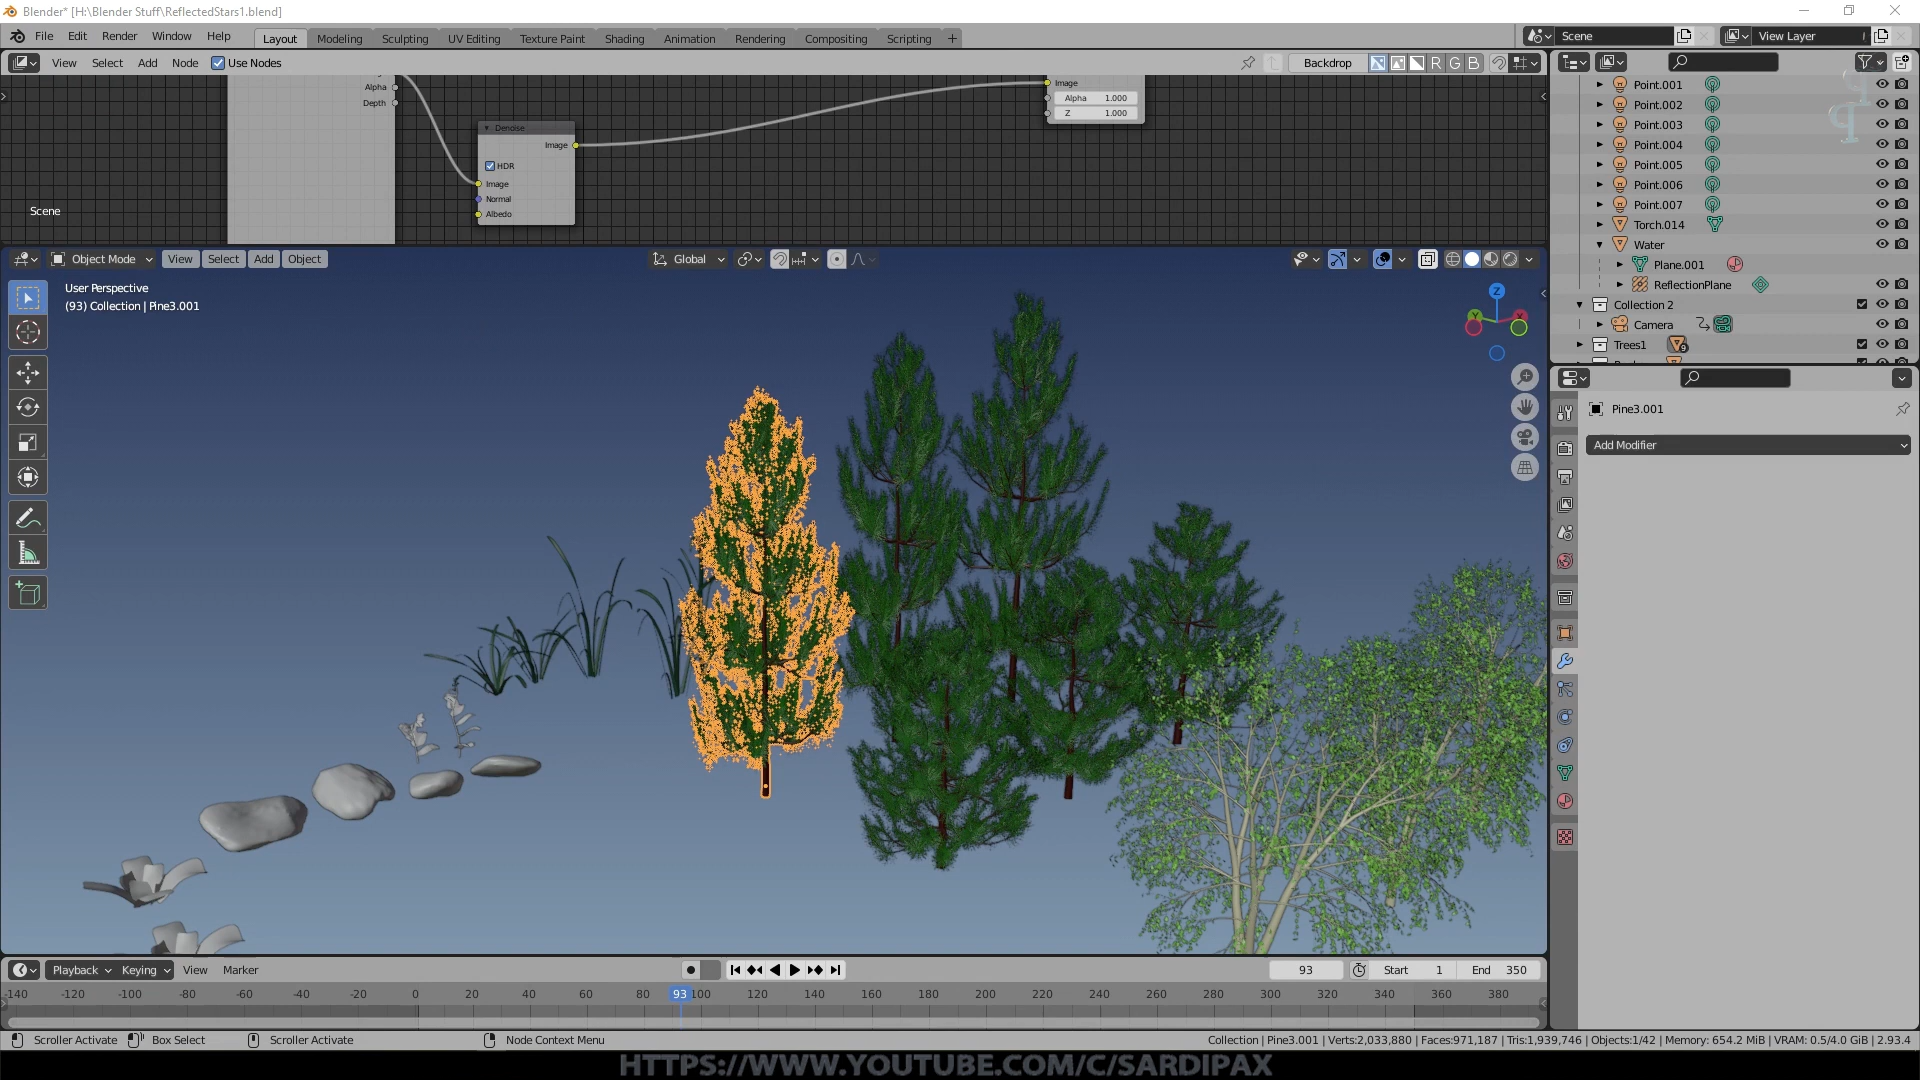 Blender* [H:\Blender Stuff\ReflectedStars1.blend]
File Edit Render Window Help Layout Modeling Sculpting UV Editing Texture Paint Shading Animation Rendering Compositing Scripting + Scene View Layer
View Select Add Node Use Nodes Backdrop R G B
Alpha
Depth
Denoise
Image
HDR
Image
Normal
Albedo
Image
Alpha 1.000
Z 1.000
Scene
Point.001
Point.002
Point.003
Point.004
Point.005
Point.006
Point.007
Torch.014
Water
Plane.001
ReflectionPlane
Collection 2
Camera
Trees1 9
Object Mode View Select Add Object Global
User Perspective
(93) Collection | Pine3.001
Z
Pine3.001
Add Modifier
Playback Keying View Marker 93 Start 1 End 350
-140 -120 -100 -80 -60 -40 -20 0 20 40 60 80 93 100 120 140 160 180 200 220 240 260 280 300 320 340 360 380
Scroller Activate Box Select Scroller Activate Node Context Menu Collection | Pine3.001 | Verts:2,033,880 | Faces:971,187 | Tris:1,939,746 | Objects:1/42 | Memory: 654.2 MiB | VRAM: 0.5/4.0 GiB | 2.93.4
HTTPS://WWW.YOUTUBE.COM/C/SARDIPAX